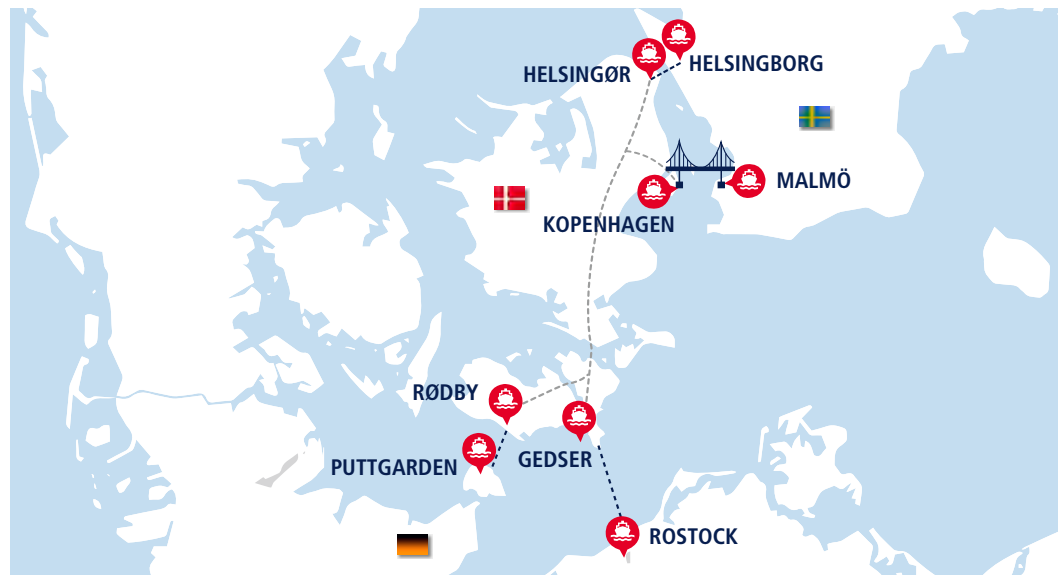 HELSINGØR
HELSINGBORG
MALMÖ
KOPENHAGEN
RØDBY
PUTTGARDEN
GEDSER
ROSTOCK